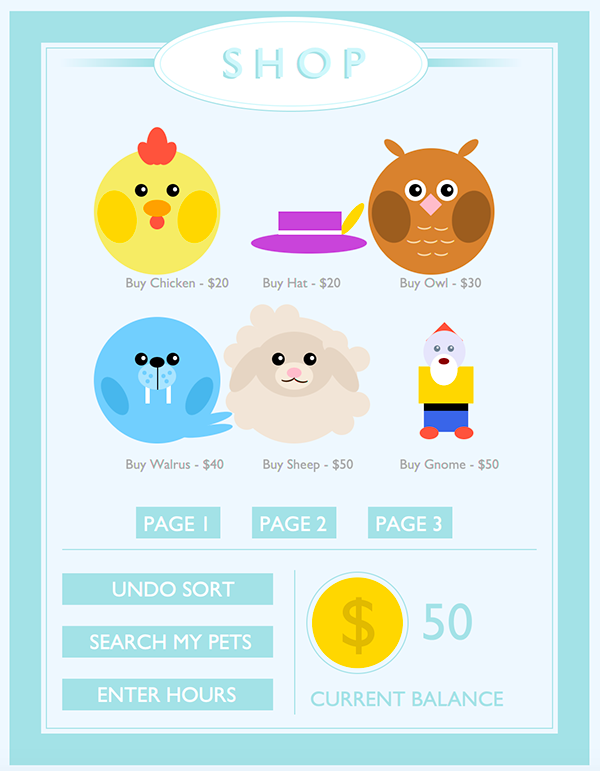 SHOP
Buy Chicken - $20
Buy Hat - $20
Buy Owl - $30
Buy Walrus - $40
Buy Sheep - $50
Buy Gnome - $50
PAGE 1
PAGE 2
PAGE 3
UNDO SORT
SEARCH MY PETS
ENTER HOURS
$
50
CURRENT BALANCE